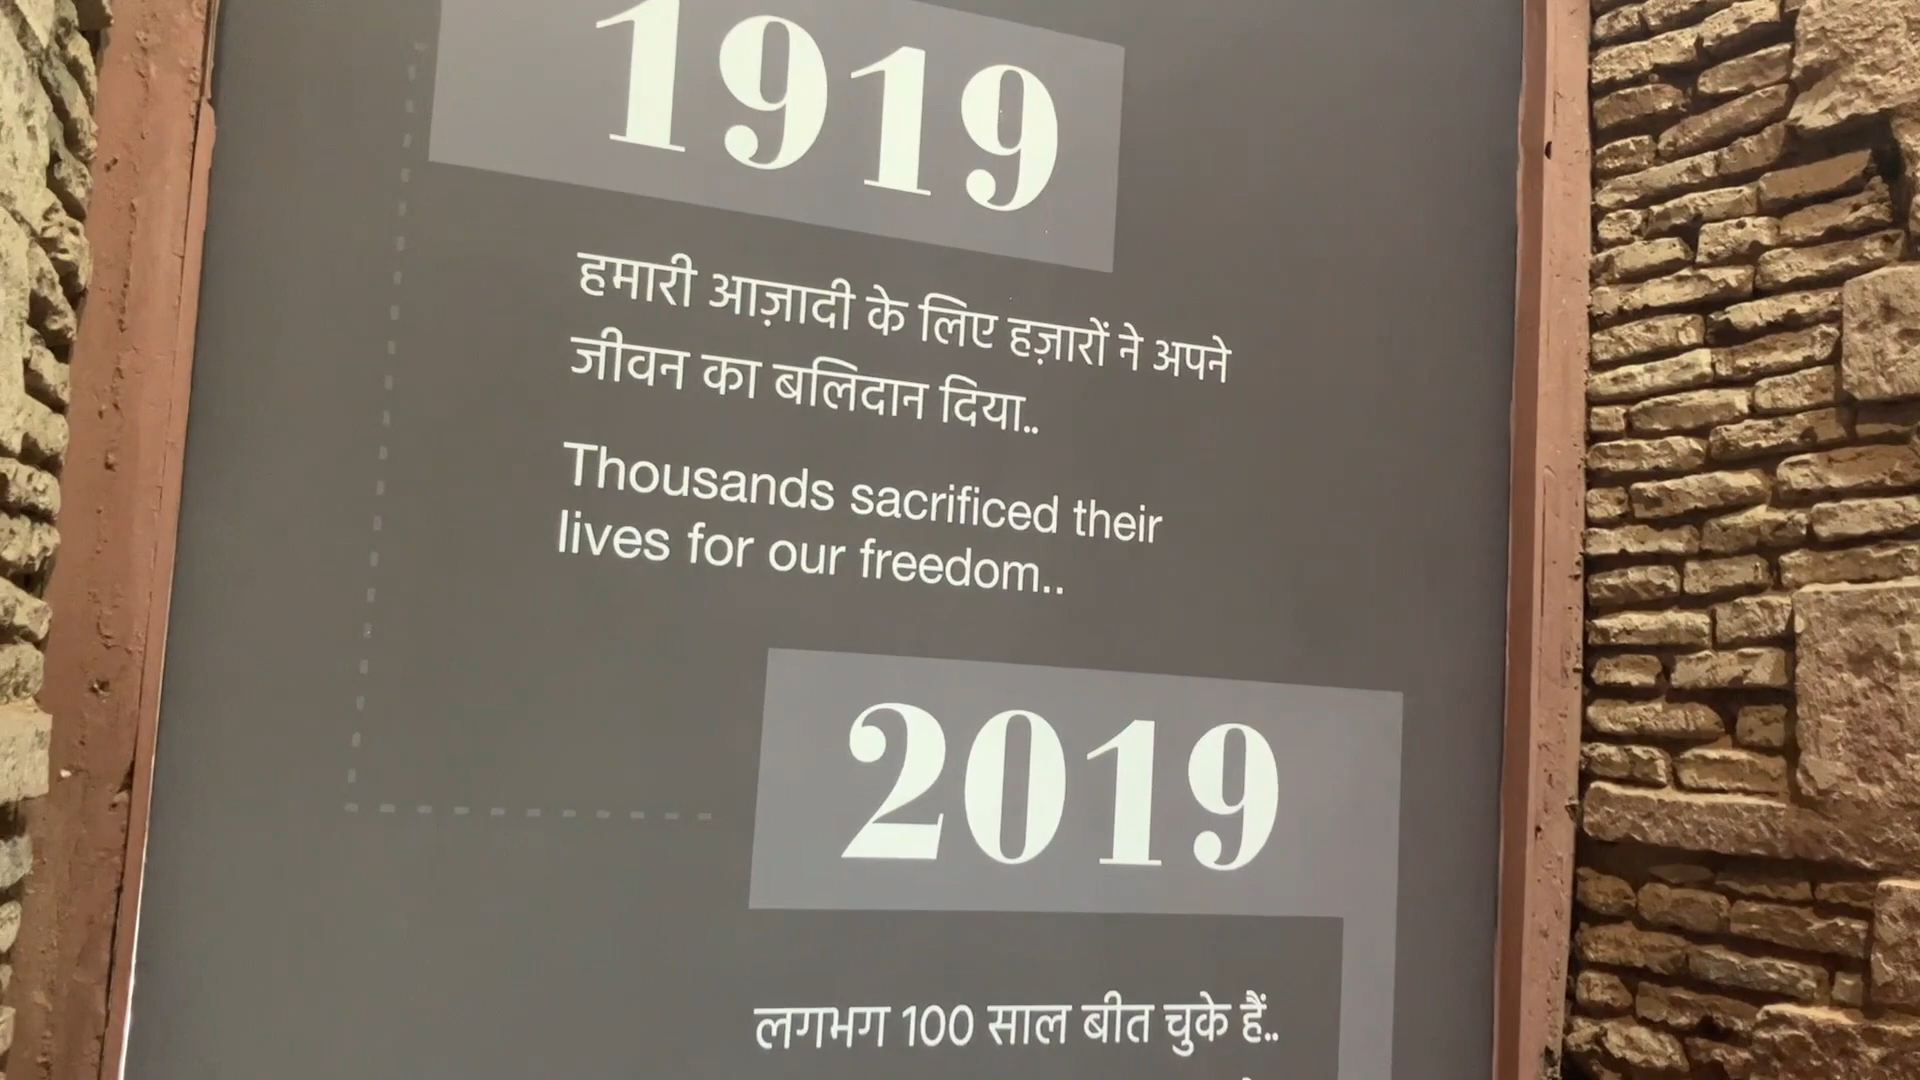 1919
हमारी आज़ादी के लिए हज़ारों ने अपने
जीवन का बलिदान दिया..
Thousands sacrificed their
lives for our freedom..
2019
लगभग 100 साल बीत चुके हैं..